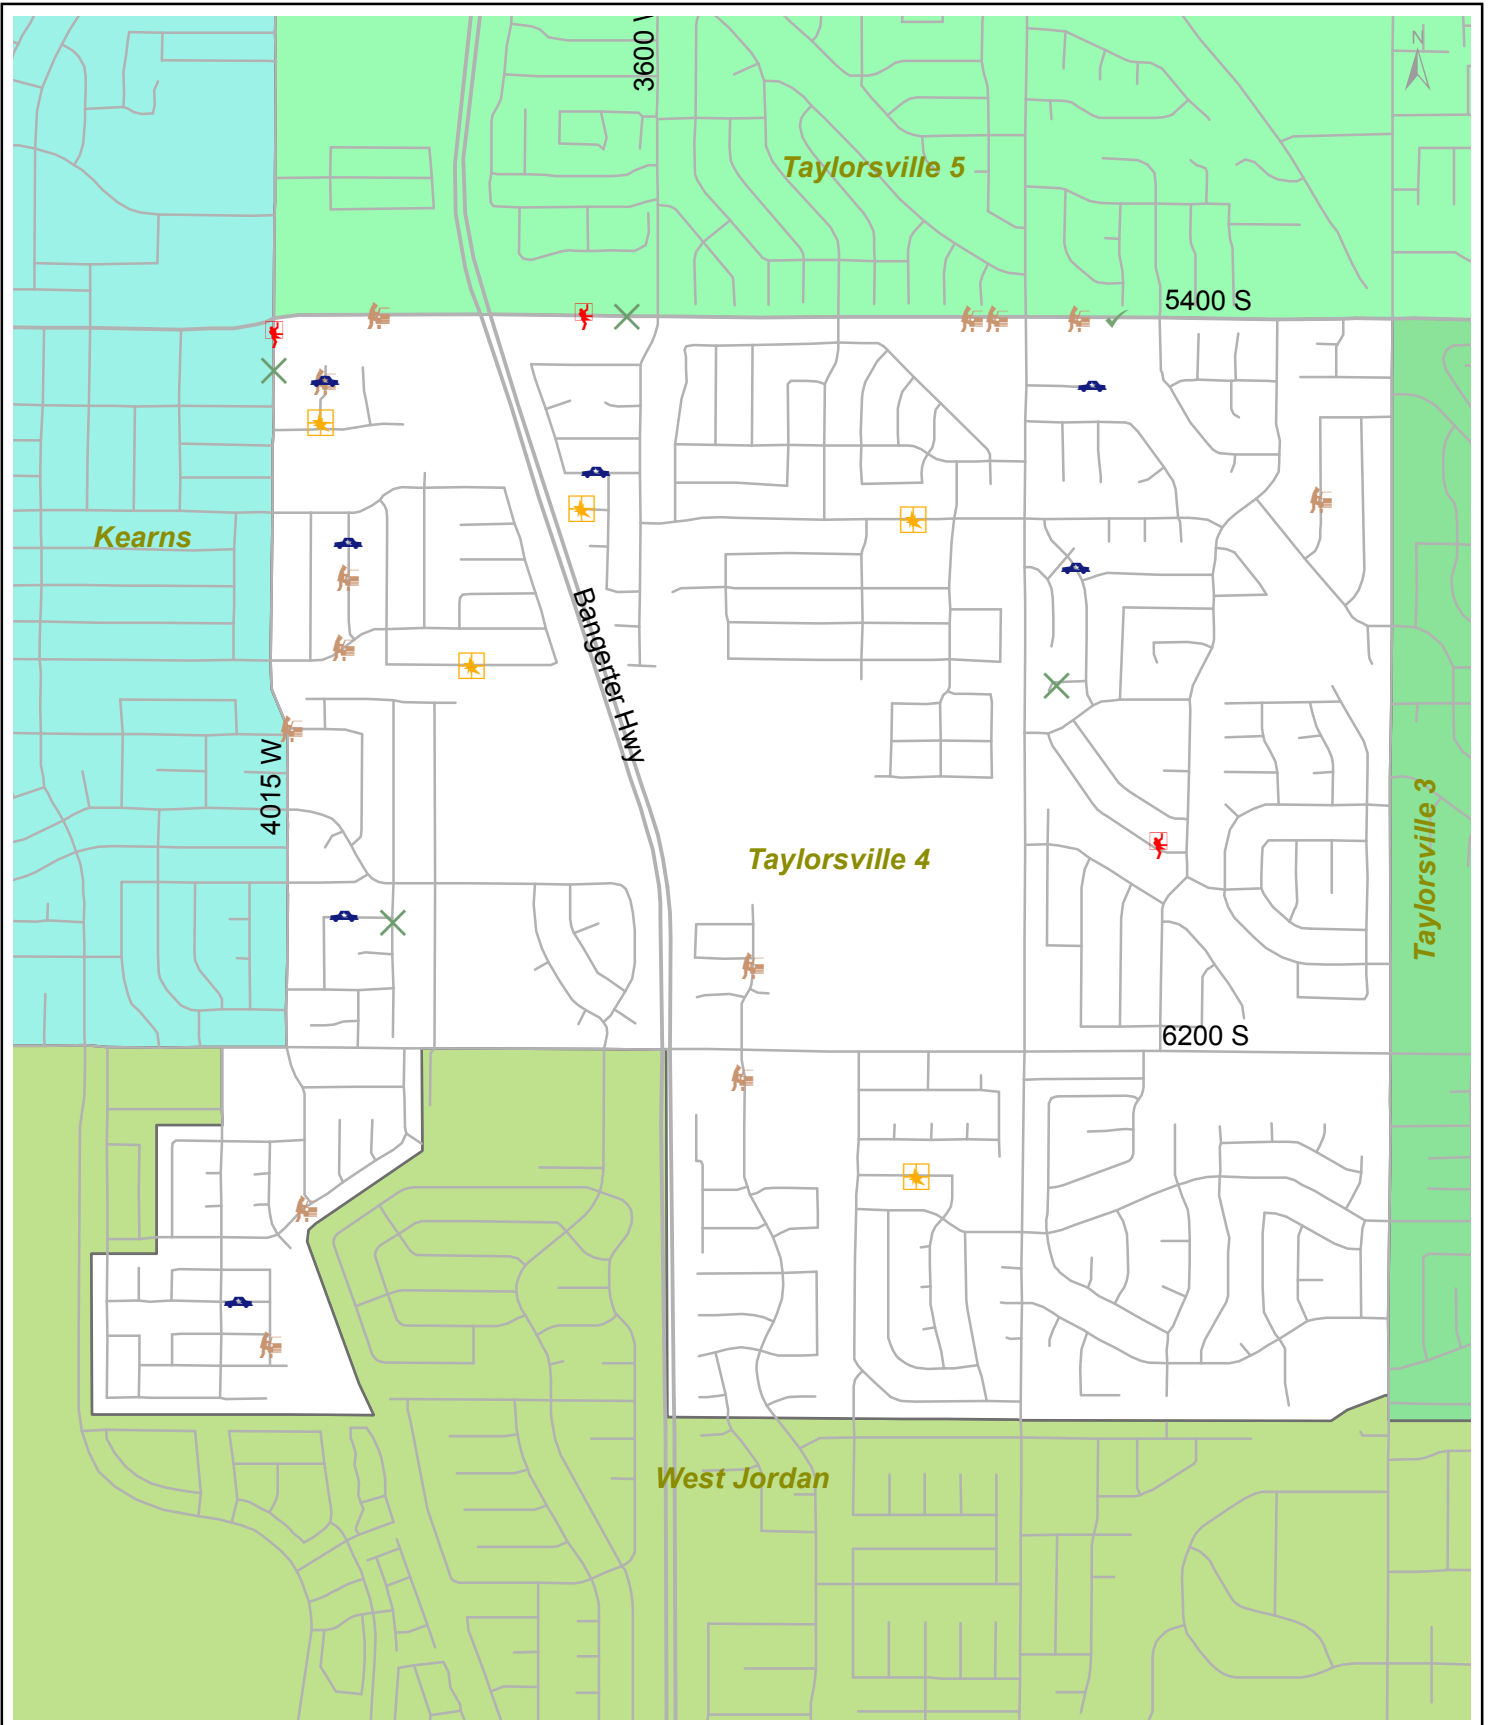 3600 W
N
Taylorsville 5
5400 S
Kearns
Bangerter Hwy
4015 W
Taylorsville 4
Taylorsville 3
6200 S
West Jordan